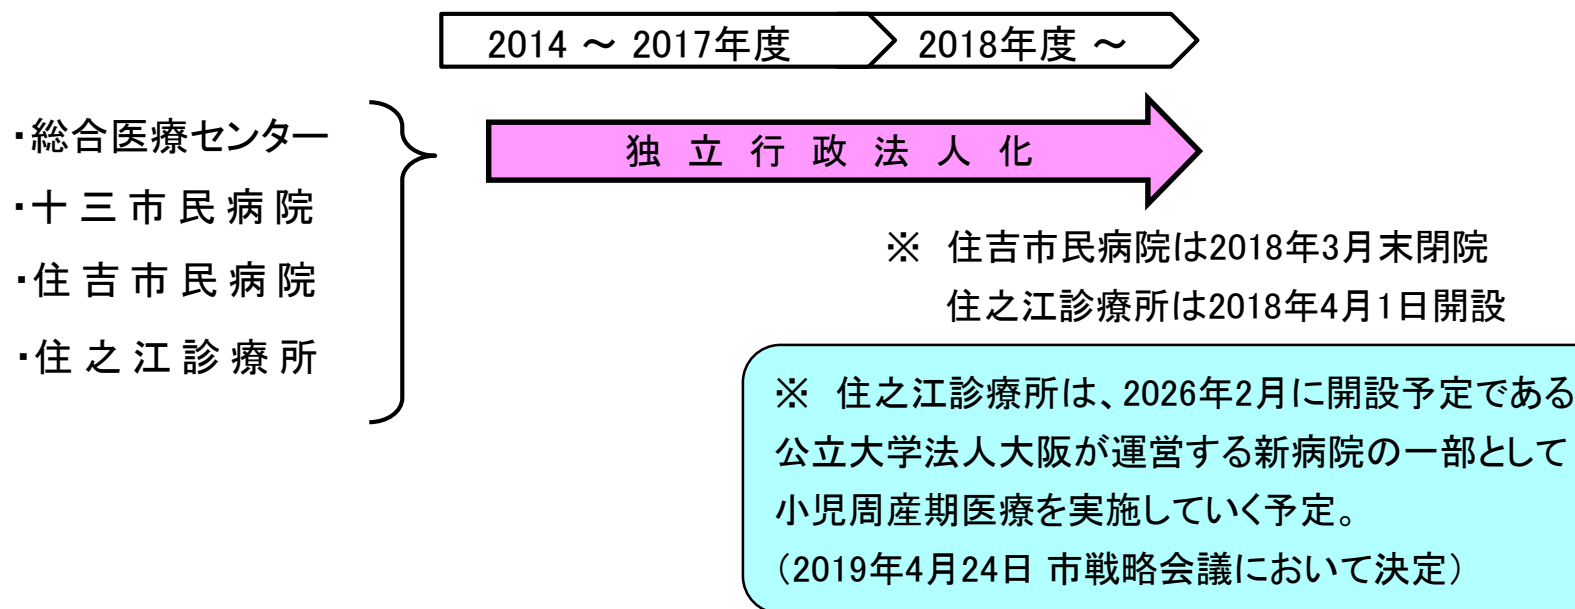 2014 ～ 2017年度
2018年度 ～
・総合医療センター
・十三市民病院
・住吉市民病院
・住之江診療所
独立行政法人化
※ 住吉市民病院は2018年3月末閉院
住之江診療所は2018年4月1日開設
※ 住之江診療所は、2026年2月に開設予定である
公立大学法人大阪が運営する新病院の一部として
小児周産期医療を実施していく予定。
（2019年4月24日 市戦略会議において決定）